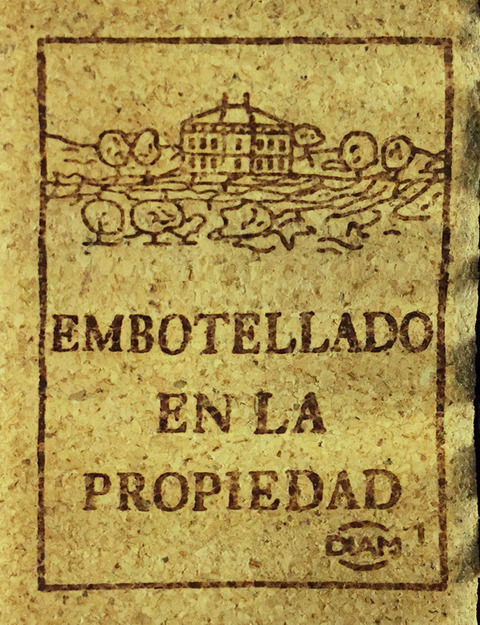 EMBOTELLADO
EN LA
PROPIEDAD
DIAM 1